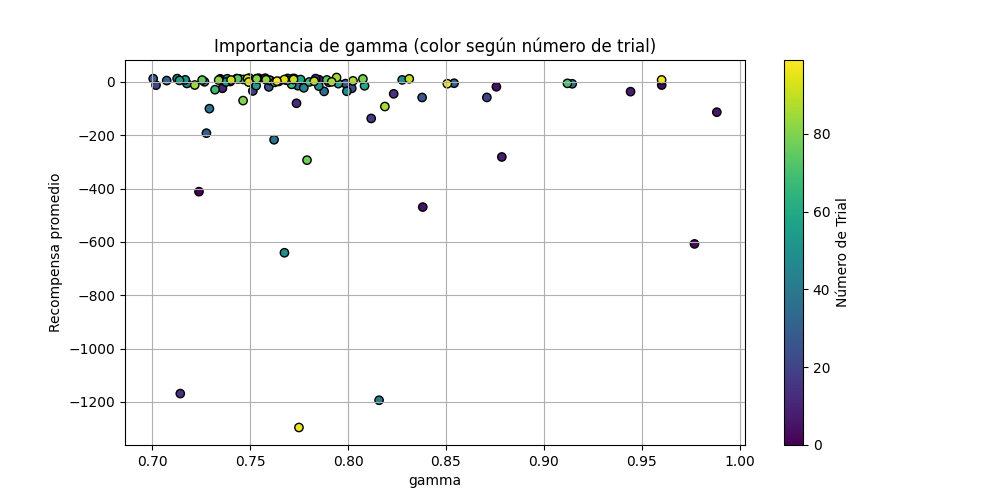 Importancia de gamma (color según número de trial)
Recompensa promedio
0
−200
−400
−600
−800
−1000
−1200
0.70 0.75 0.80 0.85 0.90 0.95 1.00
gamma
80
60
40
20
0
Número de Trial